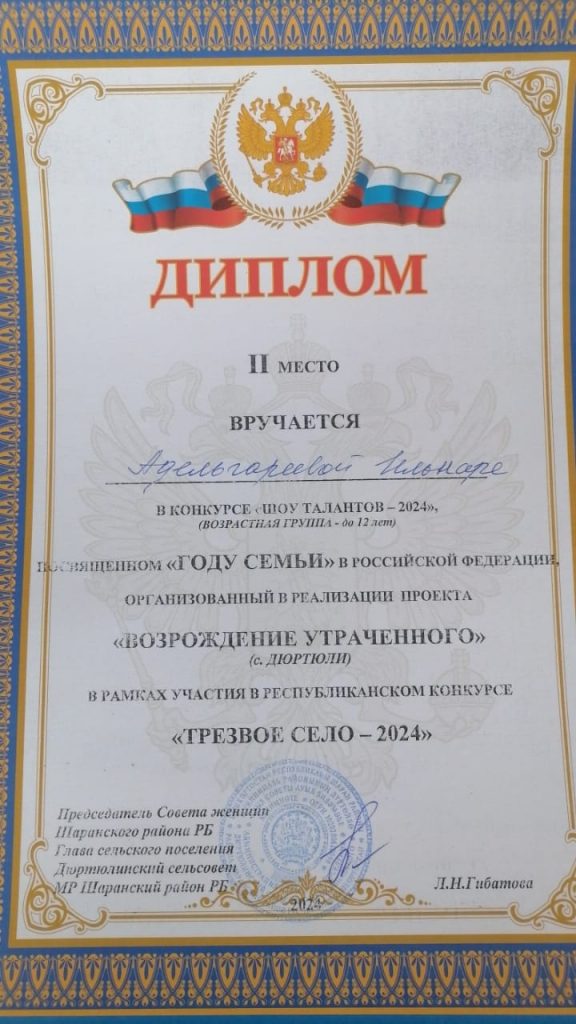 ДИПЛОМ
II МЕСТО
ВРУЧАЕТСЯ
Адельгареевой Ильнаре
В КОНКУРСЕ «ШОУ ТАЛАНТОВ – 2024»,
(ВОЗРАСТНАЯ ГРУППА - до 12 лет)
ПОСВЯЩЕННОМ «ГОДУ СЕМЬИ» В РОССИЙСКОЙ ФЕДЕРАЦИИ,
ОРГАНИЗОВАННЫЙ В РЕАЛИЗАЦИИ ПРОЕКТА
«ВОЗРОЖДЕНИЕ УТРАЧЕННОГО»
(с. ДЮРТЮЛИ)
В РАМКАХ УЧАСТИЯ В РЕСПУБЛИКАНСКОМ КОНКУРСЕ
«ТРЕЗВОЕ СЕЛО – 2024»
Председатель Совета женщин
Шаранского района РБ
Глава сельского поселения
Дюртюлинский сельсовет
МР Шаранский район РБ
Л.Н.Гибатова
2024